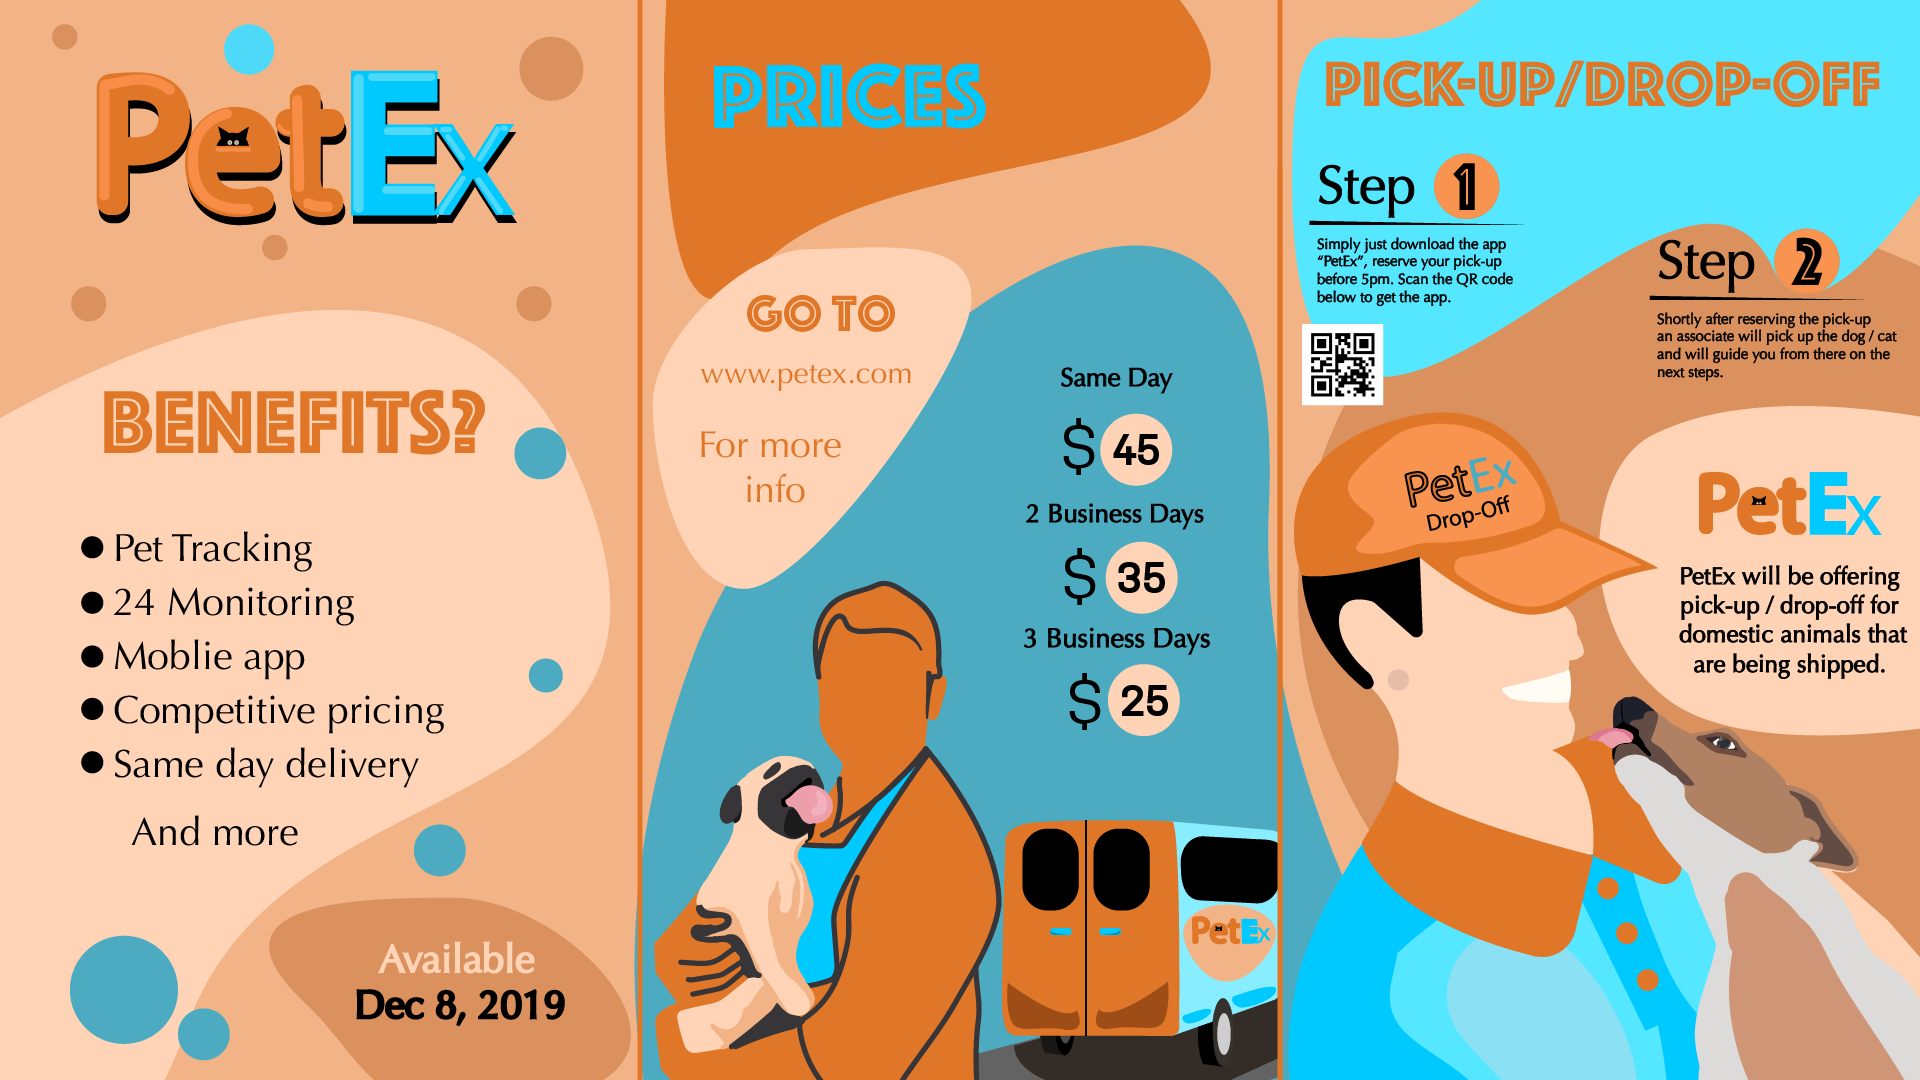 PetEx
BENEFITS?
● Pet Tracking
● 24 Monitoring
● Moblie app
● Competitive pricing
● Same day delivery
And more
Available
Dec 8, 2019
PRICES
GO TO
www.petex.com
For more
info
Same Day
$ 45
2 Business Days
$ 35
3 Business Days
$ 25
PetEx
PICK-UP/DROP-OFF
Step 1
Simply just download the app
“PetEx”, reserve your pick-up
before 5pm. Scan the QR code
below to get the app.
Step 2
Shortly after reserving the pick-up
an associate will pick up the dog / cat
and will guide you from there on the
next steps.
PetEx
Drop-Off
PetEx
PetEx will be offering
pick-up / drop-off for
domestic animals that
are being shipped.